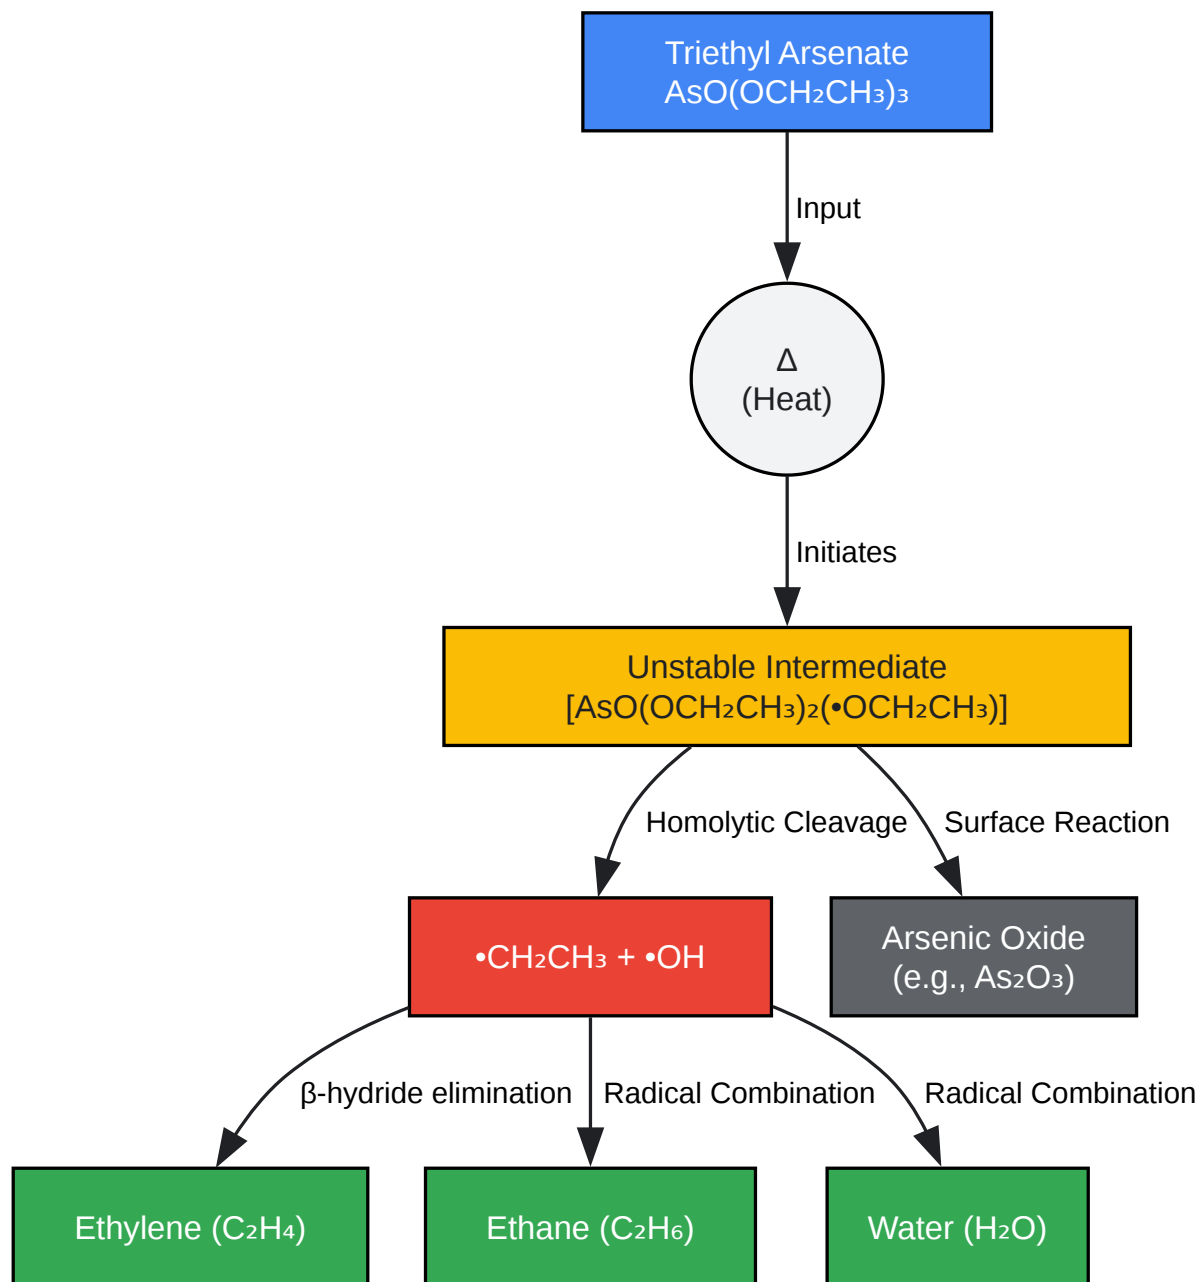 Triethyl Arsenate
AsO(OCH₂CH₃)₃
Input
Δ
(Heat)
Initiates
Unstable Intermediate
[AsO(OCH₂CH₃)₂(•OCH₂CH₃)]
Homolytic Cleavage
Surface Reaction
•CH₂CH₃ + •OH
Arsenic Oxide
(e.g., As₂O₃)
β-hydride elimination
Radical Combination
Radical Combination
Ethylene (C₂H₄)
Ethane (C₂H₆)
Water (H₂O)